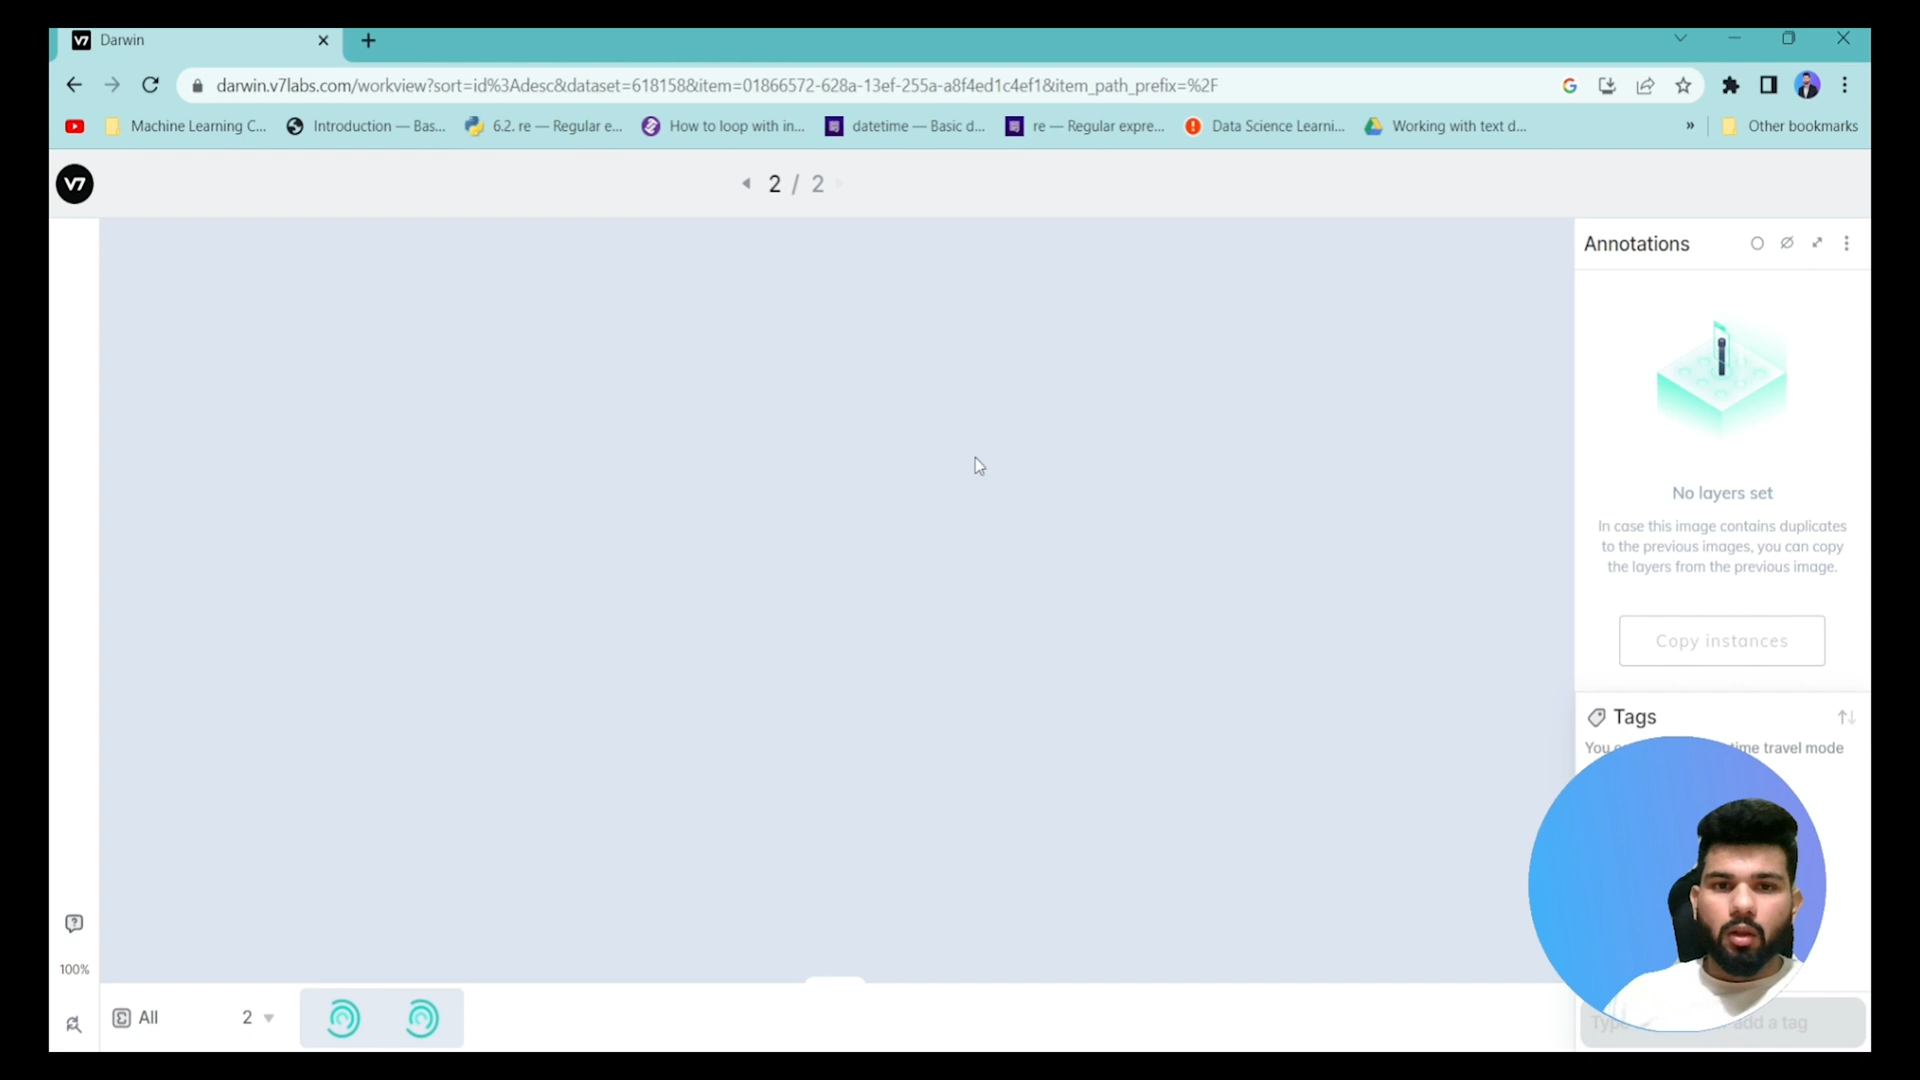 V7 Darwin
darwin.v7labs.com/workview?sort=id%3Adesc&dataset=618158&item=01866572-628a-13ef-255a-a8f4ed1c4ef1&item_path_prefix=%2F
Machine Learning C... Introduction — Bas... 6.2. re — Regular e... How to loop with in... datetime — Basic d... re — Regular expre... Data Science Learni... Working with text d... » Other bookmarks
V7 2 / 2
Annotations
No layers set
In case this image contains duplicates
to the previous images, you can copy
the layers from the previous image.
Copy instances
Tags
You time travel mode
100%
All 2
add a tag